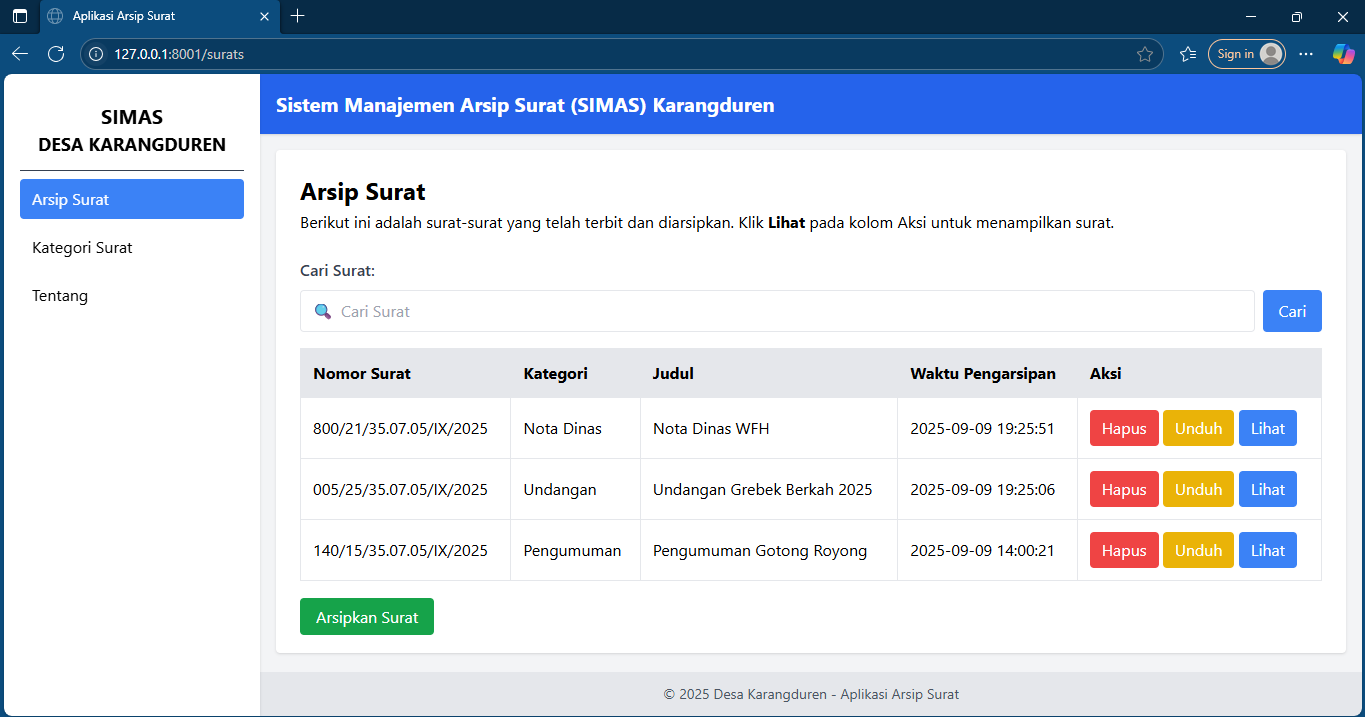 Aplikasi Arsip Surat
127.0.0.1:8001/surats
Sign in
SIMAS
DESA KARANGDUREN
Arsip Surat
Kategori Surat
Tentang
Sistem Manajemen Arsip Surat (SIMAS) Karangduren
Arsip Surat
Berikut ini adalah surat-surat yang telah terbit dan diarsipkan. Klik Lihat pada kolom Aksi untuk menampilkan surat.
Cari Surat:
Cari Surat Cari
Nomor Surat Kategori Judul Waktu Pengarsipan Aksi
800/21/35.07.05/IX/2025 Nota Dinas Nota Dinas WFH 2025-09-09 19:25:51 Hapus Unduh Lihat
005/25/35.07.05/IX/2025 Undangan Undangan Grebek Berkah 2025 2025-09-09 19:25:06 Hapus Unduh Lihat
140/15/35.07.05/IX/2025 Pengumuman Pengumuman Gotong Royong 2025-09-09 14:00:21 Hapus Unduh Lihat
Arsipkan Surat
© 2025 Desa Karangduren - Aplikasi Arsip Surat